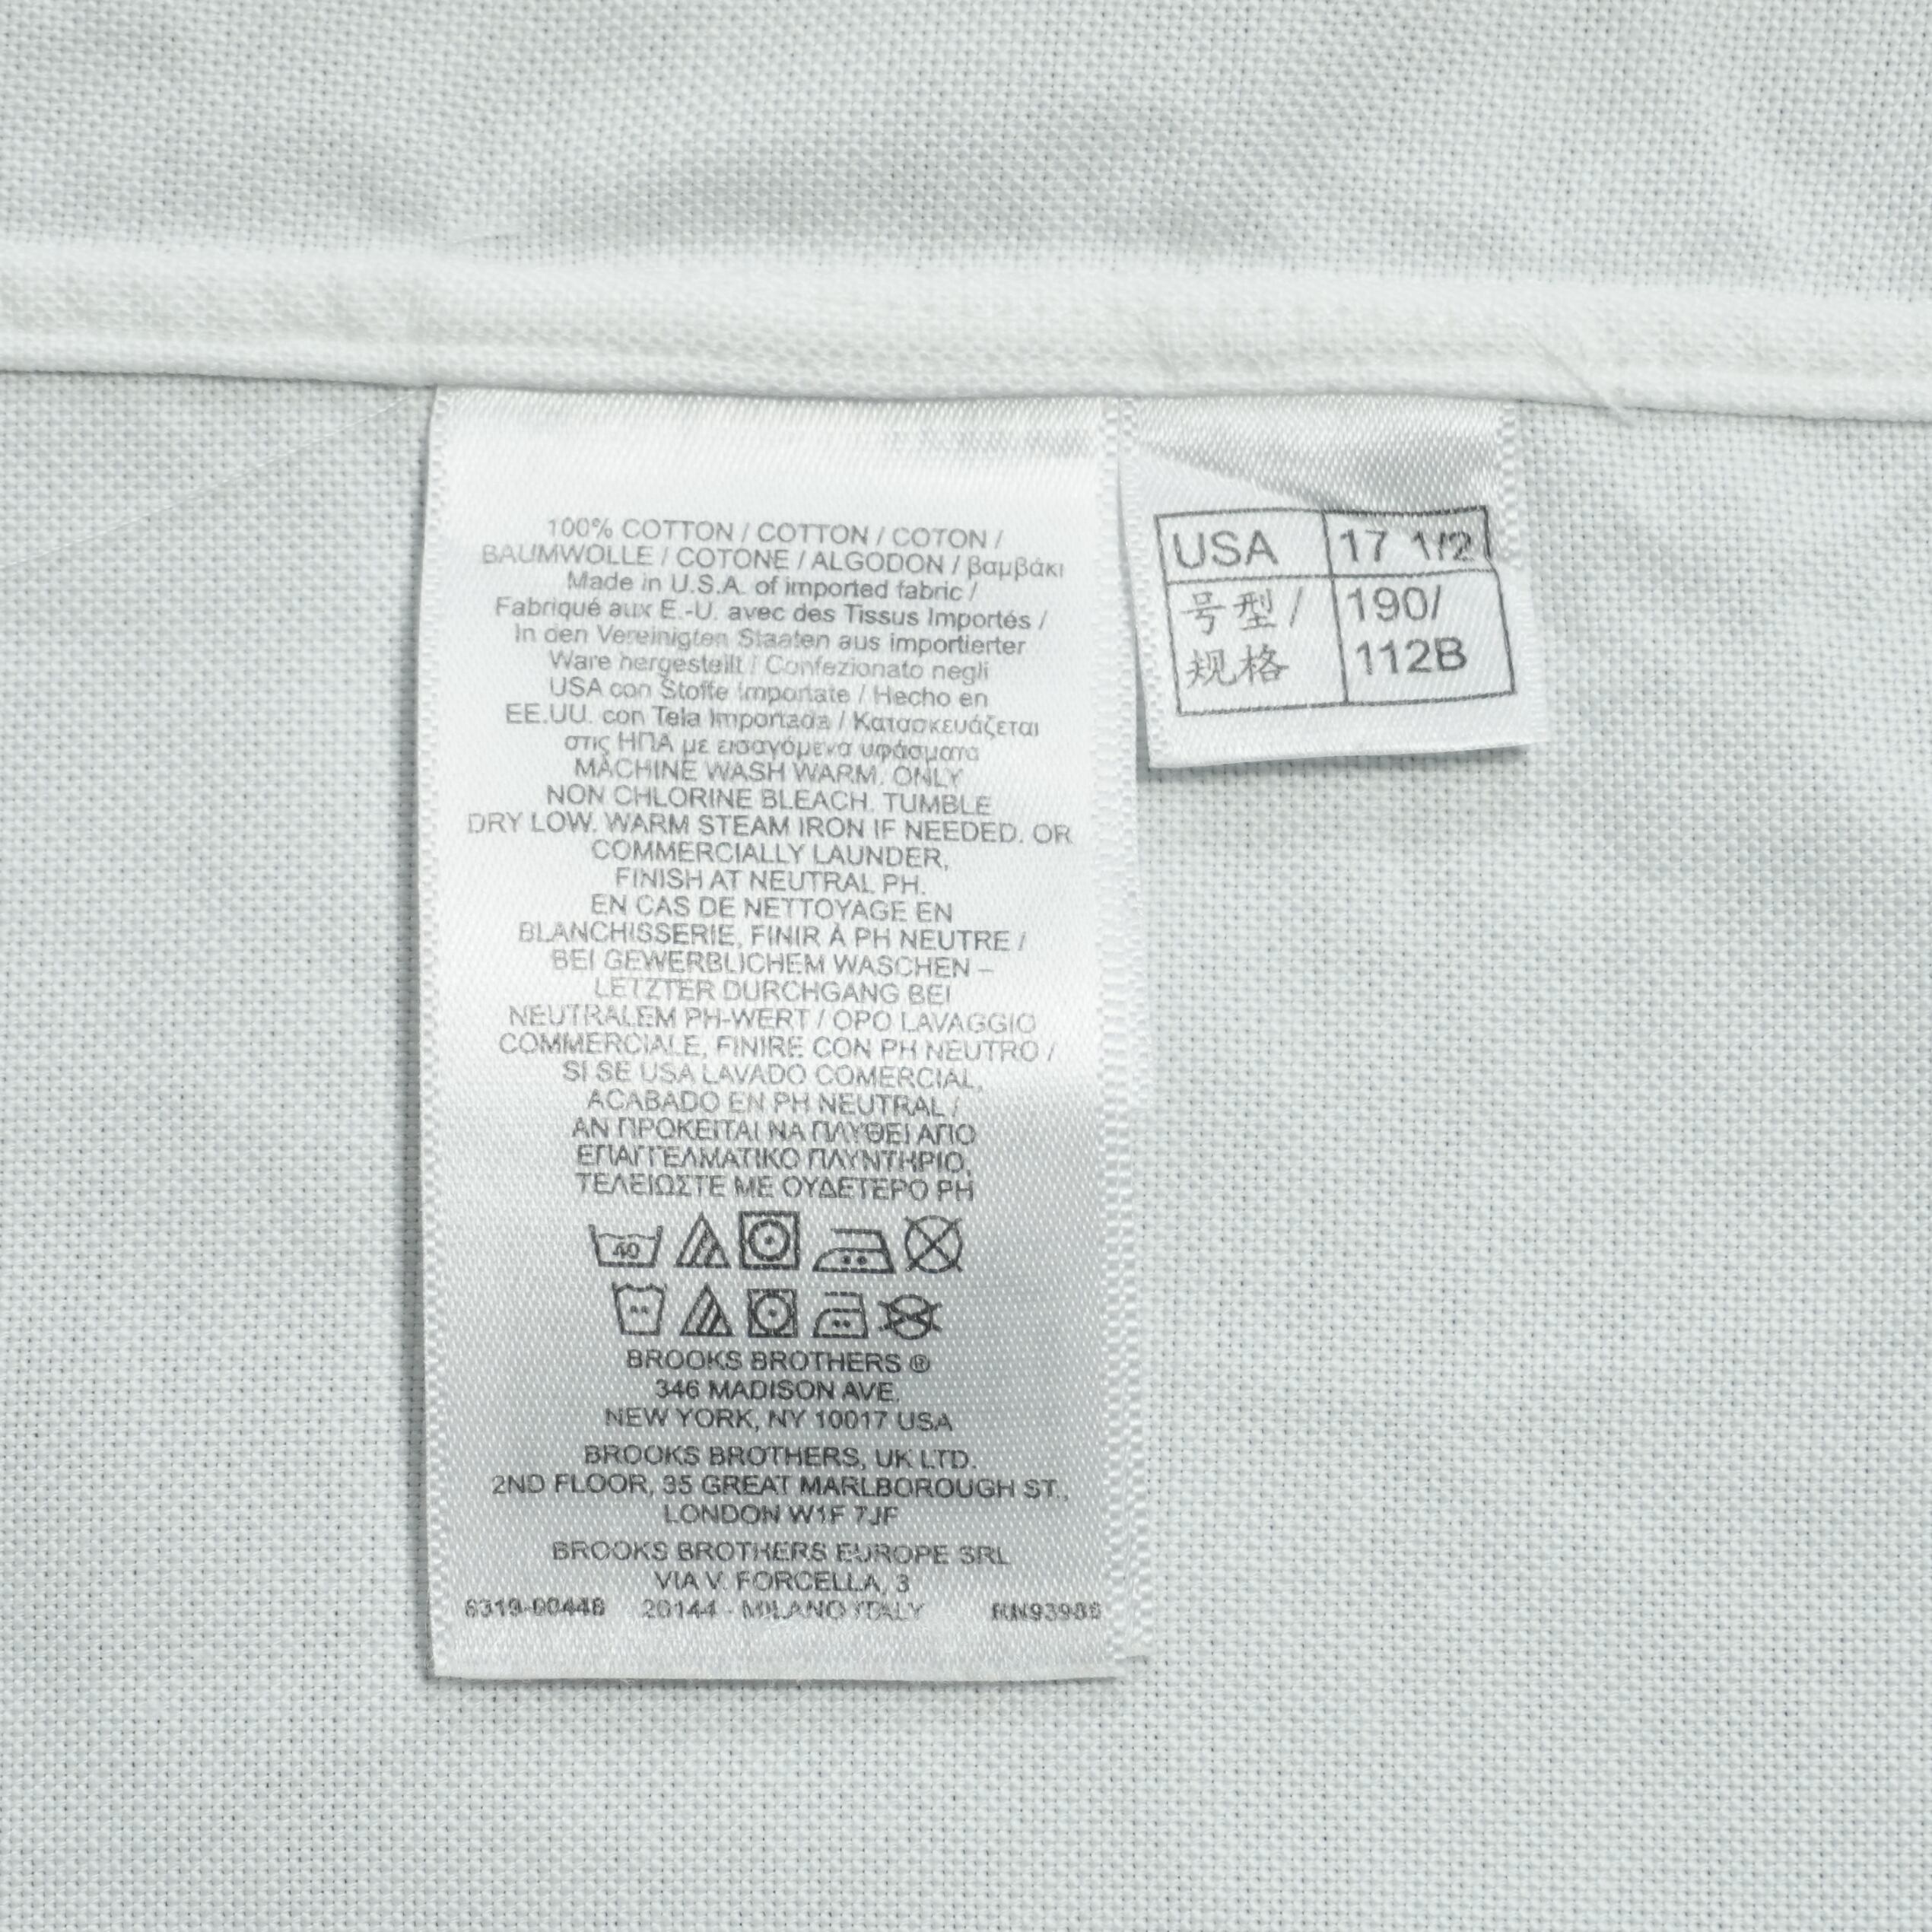 100% COTTON / COTTON / COTON /
BAUMWOLLE / COTONE / ALGODON / βαμβάκι
Made in U.S.A. of imported fabric /
Fabriqué aux E.-U. avec des Tissus Importés /
In den Vereinigten Staaten aus importierter
Ware hergestellt / Confezionato negli
USA con Stoffe Importate / Hecho en
EE.UU. con Tela Importada / Κατασκευάζεται
στις ΗΠΑ με εισαγόμενα υφάσματα
MACHINE WASH WARM. ONLY
NON CHLORINE BLEACH. TUMBLE
DRY LOW. WARM STEAM IRON IF NEEDED. OR
COMMERCIALLY LAUNDER,
FINISH AT NEUTRAL PH.
EN CAS DE NETTOYAGE EN
BLANCHISSERIE, FINIR À PH NEUTRE /
BEI GEWERBLICHEM WASCHEN –
LETZTER DURCHGANG BEI
NEUTRALEM PH-WERT / OPO LAVAGGIO
COMMERCIALE, FINIRE CON PH NEUTRO /
SI SE USA LAVADO COMERCIAL,
ACABADO EN PH NEUTRAL /
ΑΝ ΠΡΟΚΕΙΤΑΙ ΝΑ ΠΛΥΘΕΙ ΑΠΟ
ΕΠΑΓΓΕΛΜΑΤΙΚΟ ΠΛΥΝΤΗΡΙΟ,
ΤΕΛΕΙΩΣΤΕ ΜΕ ΟΥΔΕΤΕΡΟ PH
40
BROOKS BROTHERS ®
346 MADISON AVE.
NEW YORK, NY 10017 USA
BROOKS BROTHERS, UK LTD.
2ND FLOOR, 35 GREAT MARLBOROUGH ST.,
LONDON W1F 7JF
BROOKS BROTHERS EUROPE SRL
VIA V. FORCELLA, 3
6319-00446 20144 - MILANO ITALY RN93986
USA 17 1/2
号型/ 190/
规格 112B